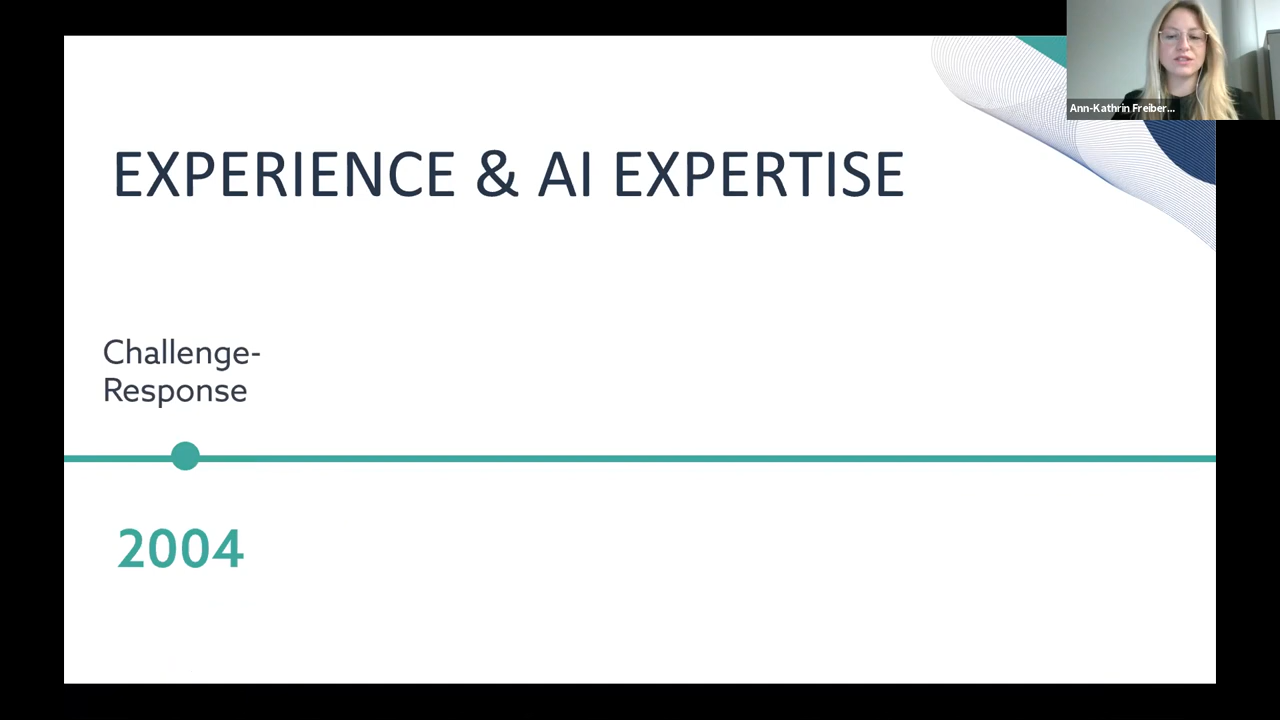 Ann-Kathrin Freiber...
EXPERIENCE & AI EXPERTISE
Challenge-
Response
2004